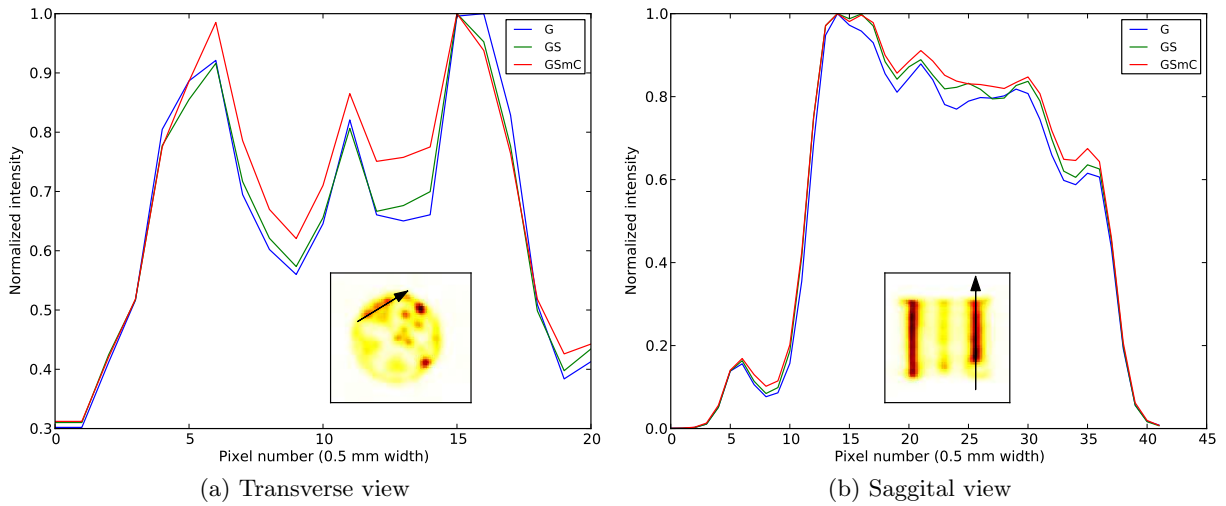 1.0
0.9
0.8
0.7
0.6
0.5
0.4
0.3
Normalized intensity
G
GS
GSmC
0 5 10 15 20
Pixel number (0.5 mm width)
(a) Transverse view
1.0
0.8
0.6
0.4
0.2
0.0
Normalized intensity
G
GS
GSmC
0 5 10 15 20 25 30 35 40 45
Pixel number (0.5 mm width)
(b) Saggital view